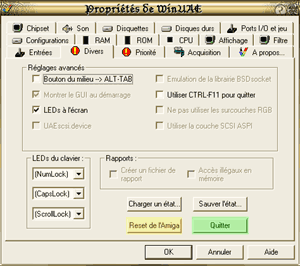 Propriétés de WinUAE
Chipset Son Disquettes Disques durs Ports I/O et jeu
Configurations RAM ROM CPU Affichage Filtre
Entrées Divers Priorité Acquisition A propos...
Réglages avancés
Bouton du milieu --> ALT-TAB
Emulation de la librairie BSDsocket
Montrer le GUI au démarrage
Utiliser CTRL-F11 pour quitter
LEDs à l'écran
Ne pas utiliser les surcouches RGB
UAEscsi.device
Utiliser la couche SCSI ASPI
LEDs du clavier :
(NumLock)
(CapsLock)
(ScrollLock)
Rapports :
Créer un fichier de rapport
Accès illégaux en mémoire
Charger un état...
Sauver l'état...
Reset de l'Amiga
Quitter
OK Annuler Aide